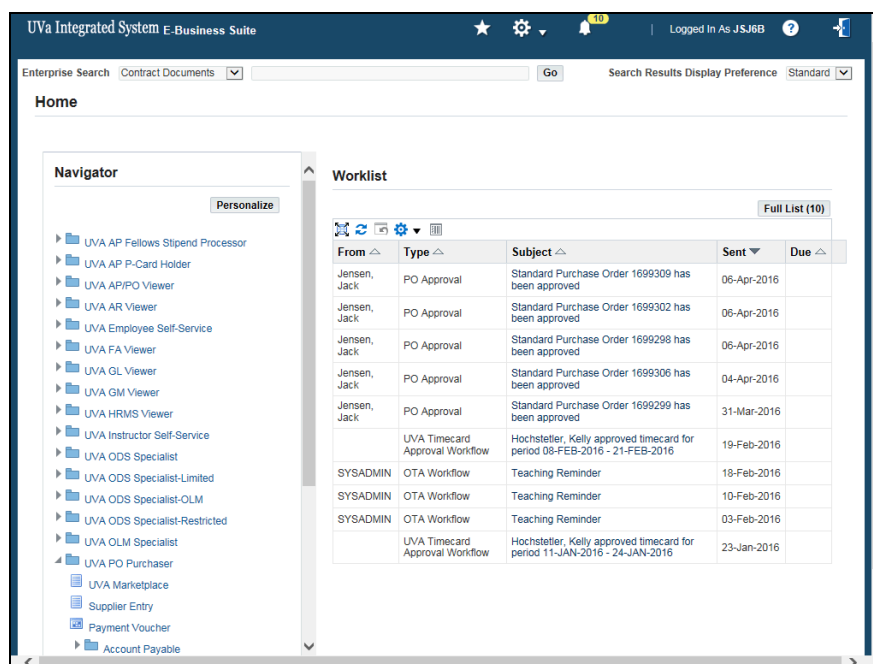 UVa Integrated System E-Business Suite
10
Logged In As JSJ6B
?
Enterprise Search Contract Documents Go Search Results Display Preference Standard
Home
Navigator
Personalize
UVA AP Fellows Stipend Processor
UVA AP P-Card Holder
UVA AP/PO Viewer
UVA AR Viewer
UVA Employee Self-Service
UVA FA Viewer
UVA GL Viewer
UVA GM Viewer
UVA HRMS Viewer
UVA Instructor Self-Service
UVA ODS Specialist
UVA ODS Specialist-Limited
UVA ODS Specialist-OLM
UVA ODS Specialist-Restricted
UVA OLM Specialist
UVA PO Purchaser
UVA Marketplace
Supplier Entry
Payment Voucher
Account Payable
Worklist
Full List (10)
From Type Subject Sent Due
Jensen, Jack PO Approval Standard Purchase Order 1699309 has been approved 06-Apr-2016
Jensen, Jack PO Approval Standard Purchase Order 1699302 has been approved 06-Apr-2016
Jensen, Jack PO Approval Standard Purchase Order 1699298 has been approved 06-Apr-2016
Jensen, Jack PO Approval Standard Purchase Order 1699306 has been approved 04-Apr-2016
Jensen, Jack PO Approval Standard Purchase Order 1699299 has been approved 31-Mar-2016
UVA Timecard Approval Workflow Hochstetler, Kelly approved timecard for period 08-FEB-2016 - 21-FEB-2016 19-Feb-2016
SYSADMIN OTA Workflow Teaching Reminder 18-Feb-2016
SYSADMIN OTA Workflow Teaching Reminder 10-Feb-2016
SYSADMIN OTA Workflow Teaching Reminder 03-Feb-2016
UVA Timecard Approval Workflow Hochstetler, Kelly approved timecard for period 11-JAN-2016 - 24-JAN-2016 23-Jan-2016